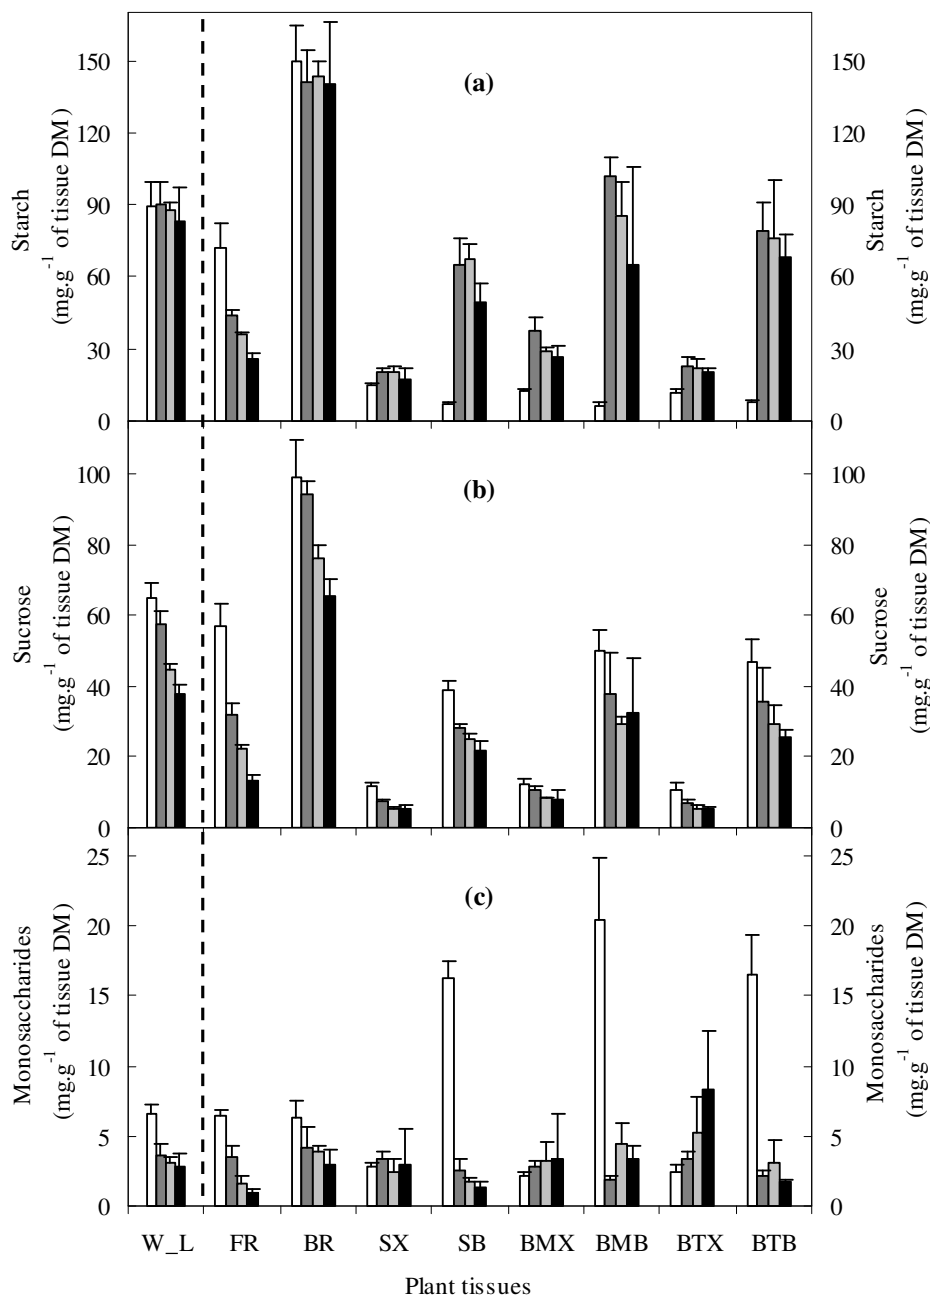 (a)
150
120
90
60
30
0
Starch
(mg.g-1 of tissue DM)
150
120
90
60
30
0
Starch
(mg.g-1 of tissue DM)
(b)
100
80
60
40
20
0
Sucrose
(mg.g-1 of tissue DM)
100
80
60
40
20
0
Sucrose
(mg.g-1 of tissue DM)
(c)
25
20
15
10
5
0
Monosaccharides
(mg.g-1 of tissue DM)
25
20
15
10
5
0
Monosaccharides
(mg.g-1 of tissue DM)
W_L FR BR SX SB BMX BMB BTX BTB
Plant tissues